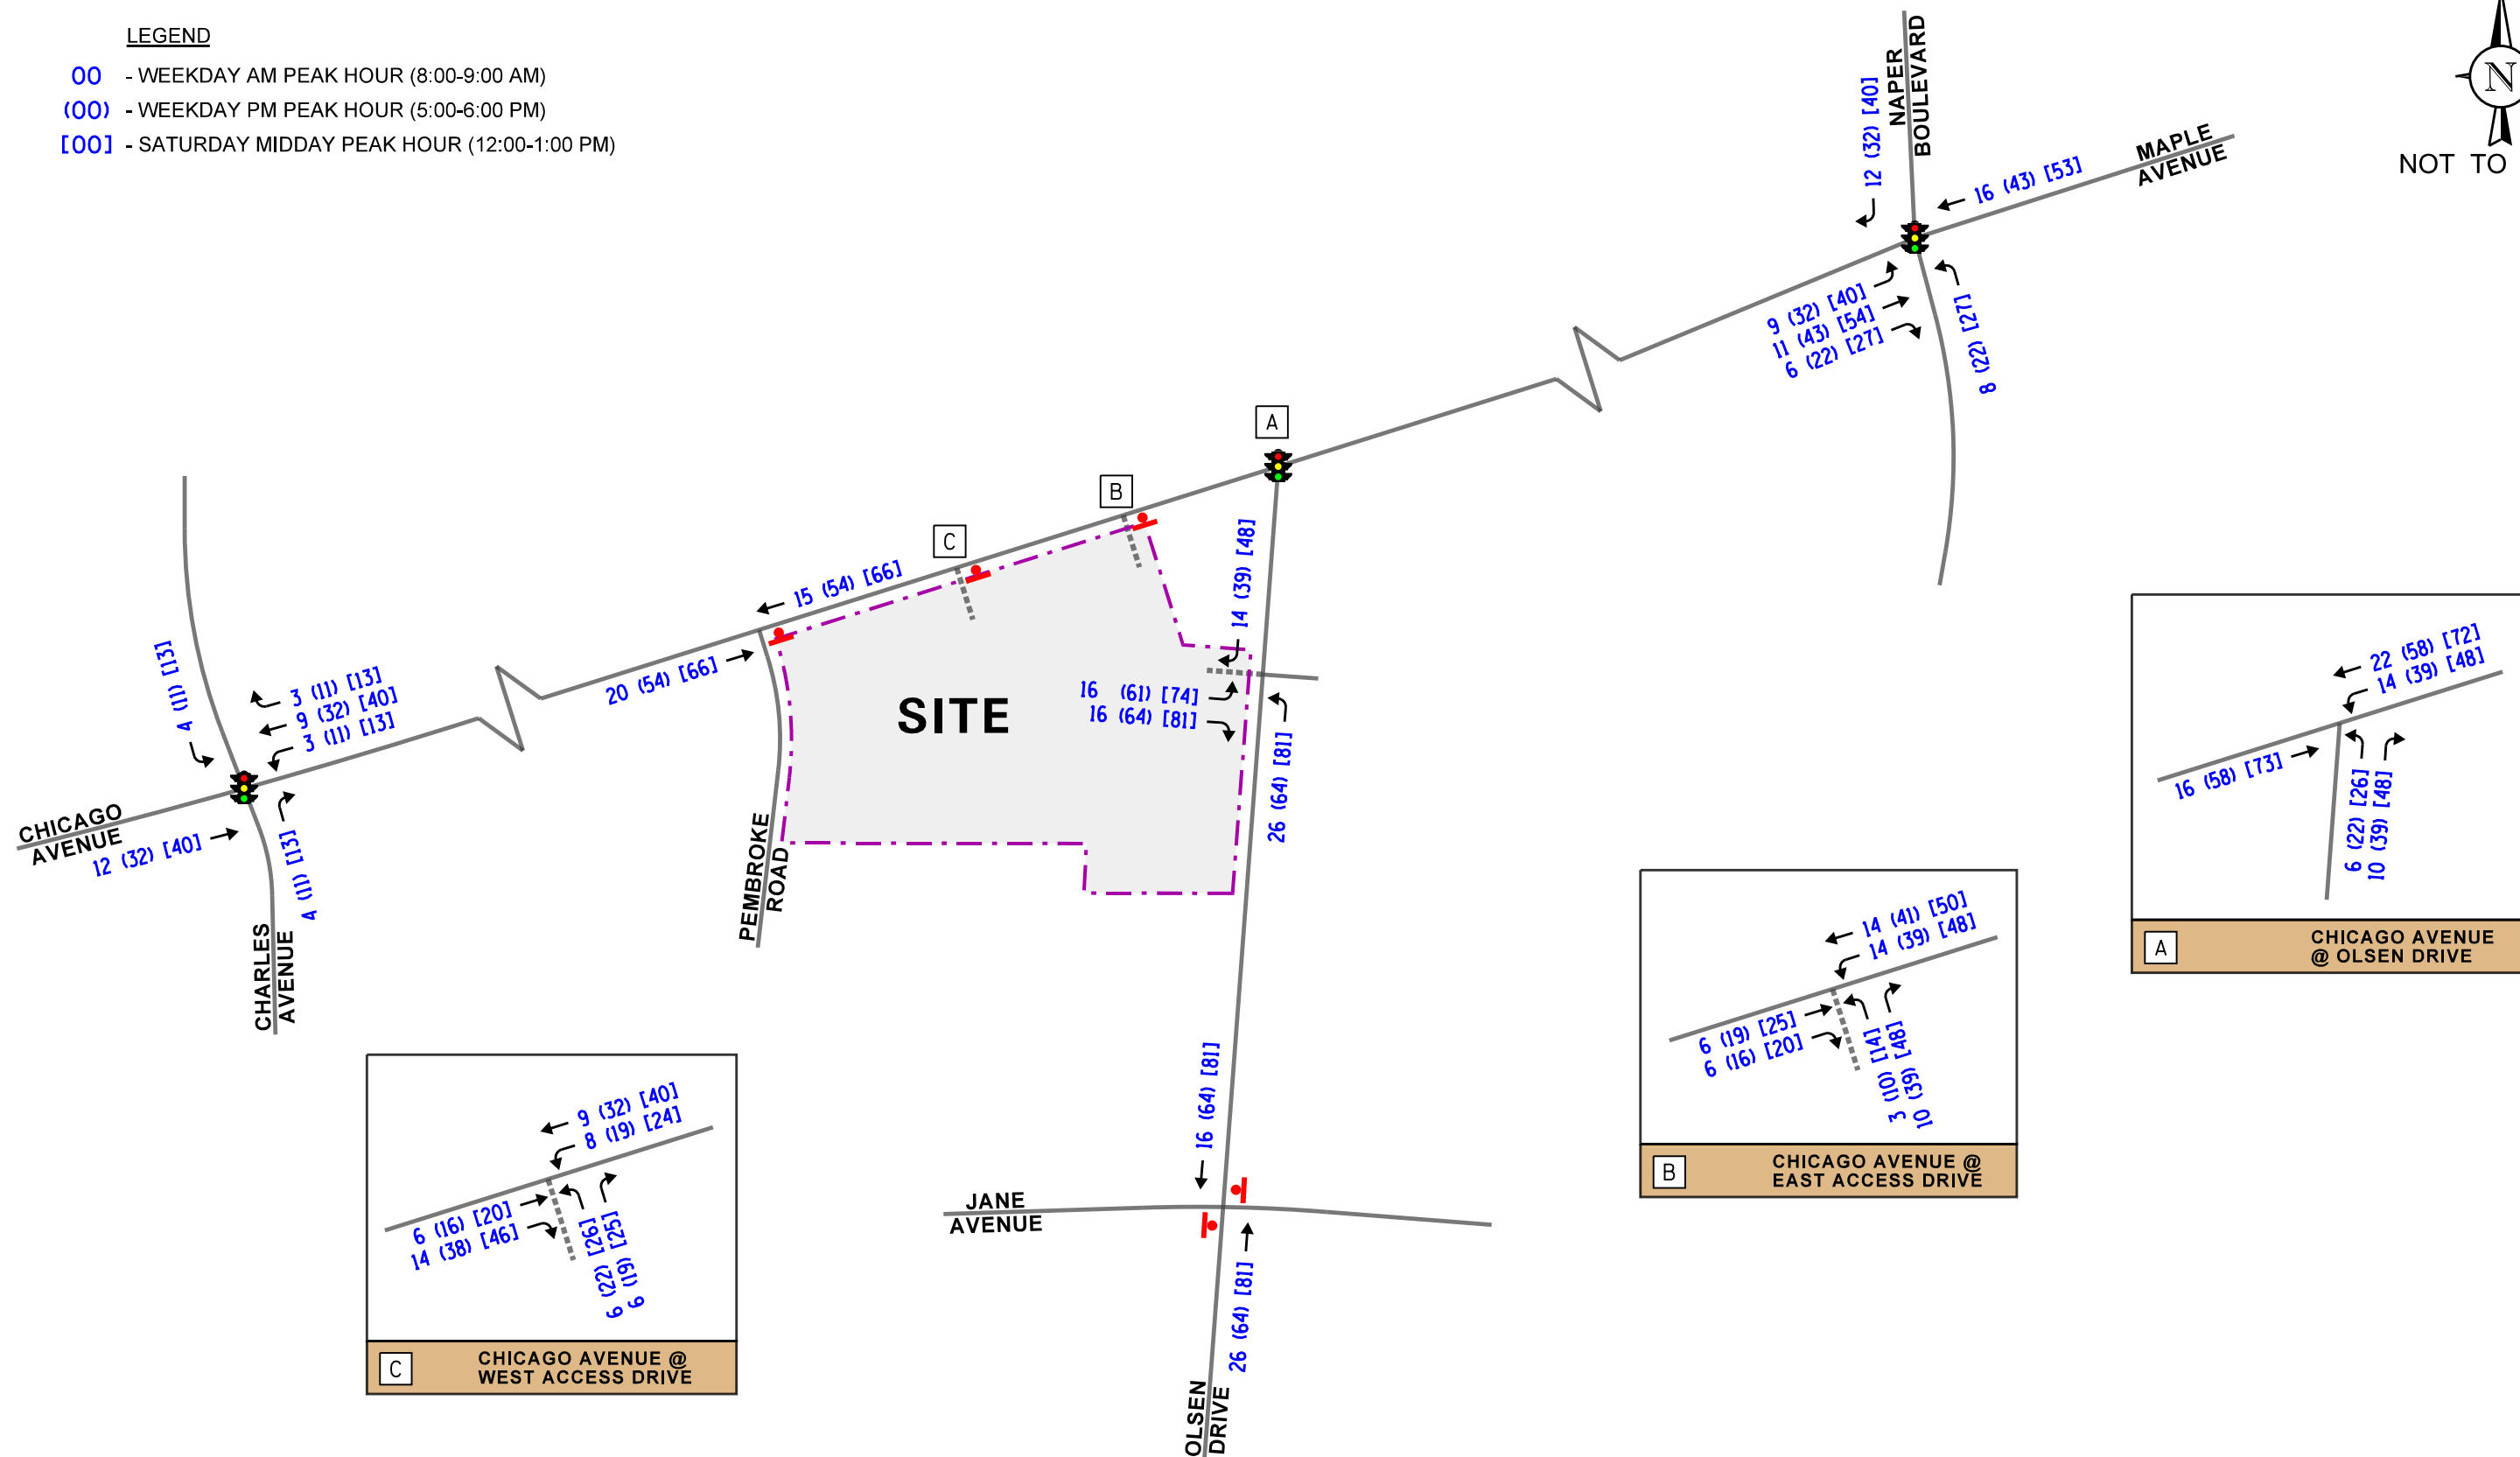 LEGEND
00 - WEEKDAY AM PEAK HOUR (8:00-9:00 AM)
(00) - WEEKDAY PM PEAK HOUR (5:00-6:00 PM)
[00] - SATURDAY MIDDAY PEAK HOUR (12:00-1:00 PM)
NAPER
BOULEVARD
12 (32) [40]
16 (43) [53]
MAPLE
AVENUE
N
NOT TO
9 (32) [40]
11 (43) [54]
6 (22) [27]
8 (22) [27]
A
B
C
14 (39) [48]
15 (54) [66]
20 (54) [66]
SITE
16 (61) [74]
16 (64) [81]
26 (64) [81]
4 (11) [13]
3 (11) [13]
9 (32) [40]
3 (11) [13]
CHICAGO
AVENUE
12 (32) [40]
4 (11) [13]
CHARLES
AVENUE
PEMBROKE
ROAD
22 (58) [72]
14 (39) [48]
16 (58) [73]
6 (22) [26]
10 (39) [48]
A
CHICAGO AVENUE
@ OLSEN DRIVE
14 (41) [50]
14 (39) [48]
6 (19) [25]
6 (16) [20]
3 (10) [14]
10 (39) [48]
B
CHICAGO AVENUE @
EAST ACCESS DRIVE
9 (32) [40]
8 (19) [24]
6 (16) [20]
14 (38) [46]
6 (22) [26]
6 (19) [25]
C
CHICAGO AVENUE @
WEST ACCESS DRIVE
16 (64) [81]
JANE
AVENUE
26 (64) [81]
OLSEN
DRIVE